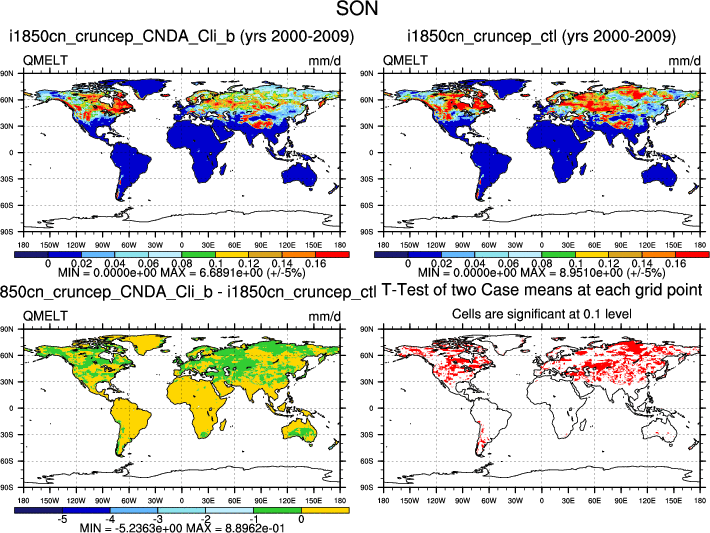 SON
i1850cn_cruncep_CNDA_Cli_b (yrs 2000-2009)
QMELT mm/d
90N
60N
30N
0
30S
60S
90S
180 150W 120W 90W 60W 30W 0 30E 60E 90E 120E 150E 180
0 0.02 0.04 0.06 0.08 0.1 0.12 0.14 0.16
MIN = 0.0000e+00 MAX = 6.6891e+00 (+/-5%)
i1850cn_cruncep_ctl (yrs 2000-2009)
QMELT mm/d
90N
60N
30N
0
30S
60S
90S
180 150W 120W 90W 60W 30W 0 30E 60E 90E 120E 150E 180
0 0.02 0.04 0.06 0.08 0.1 0.12 0.14 0.16
MIN = 0.0000e+00 MAX = 8.9510e+00 (+/-5%)
850cn_cruncep_CNDA_Cli_b - i1850cn_cruncep_ctl
QMELT mm/d
90N
60N
30N
0
30S
60S
90S
180 150W 120W 90W 60W 30W 0 30E 60E 90E 120E 150E 180
-5 -4 -3 -2 -1 0
MIN = -5.2363e+00 MAX = 8.8962e-01
T-Test of two Case means at each grid point
Cells are significant at 0.1 level
90N
60N
30N
0
30S
60S
90S
180 150W 120W 90W 60W 30W 0 30E 60E 90E 120E 150E 180